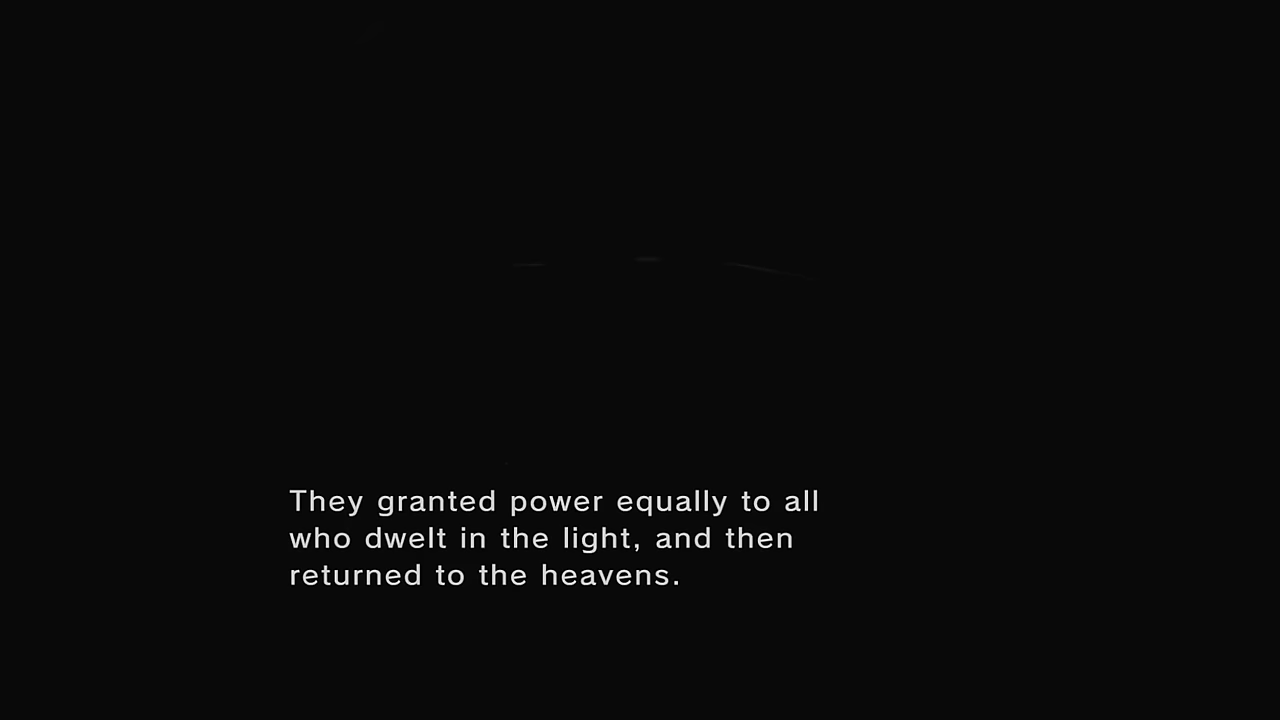 They granted power equally to all
who dwelt in the light, and then
returned to the heavens.